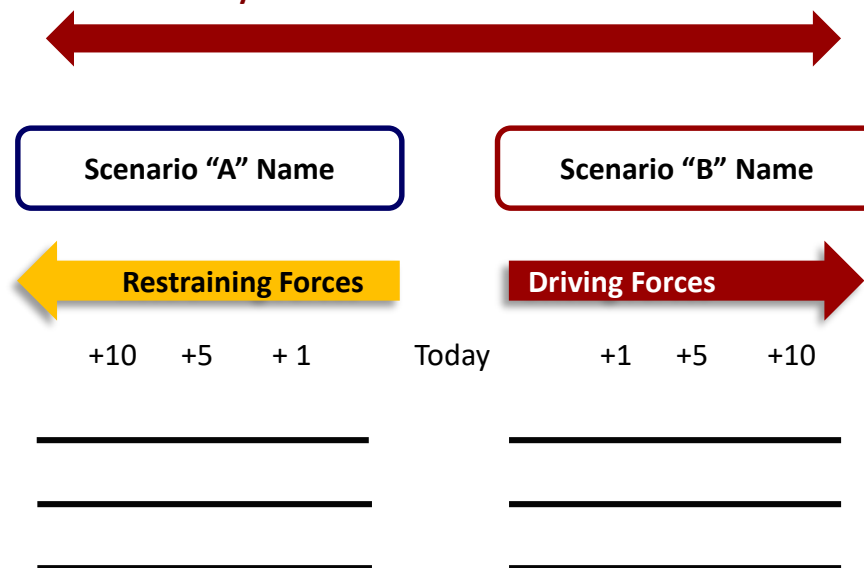 Scenario “A” Name
Scenario “B” Name
Restraining Forces
Driving Forces
+10 +5 + 1 Today +1 +5 +10